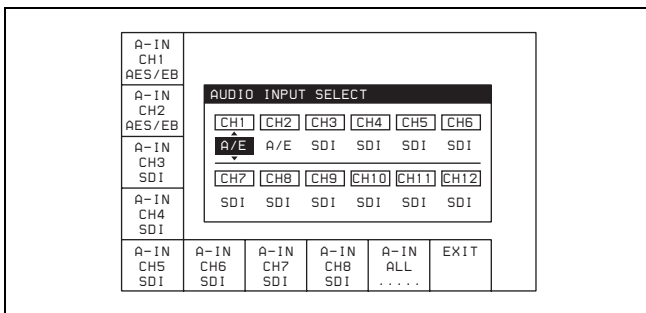 A-IN
CH1
AES/EB
A-IN
CH2
AES/EB
A-IN
CH3
SDI
A-IN
CH4
SDI
AUDIO INPUT SELECT
CH1 CH2 CH3 CH4 CH5 CH6
A/E A/E SDI SDI SDI SDI
CH7 CH8 CH9 CH10 CH11 CH12
SDI SDI SDI SDI SDI SDI
A-IN
CH5
SDI
A-IN
CH6
SDI
A-IN
CH7
SDI
A-IN
CH8
SDI
A-IN
ALL
.....
EXIT